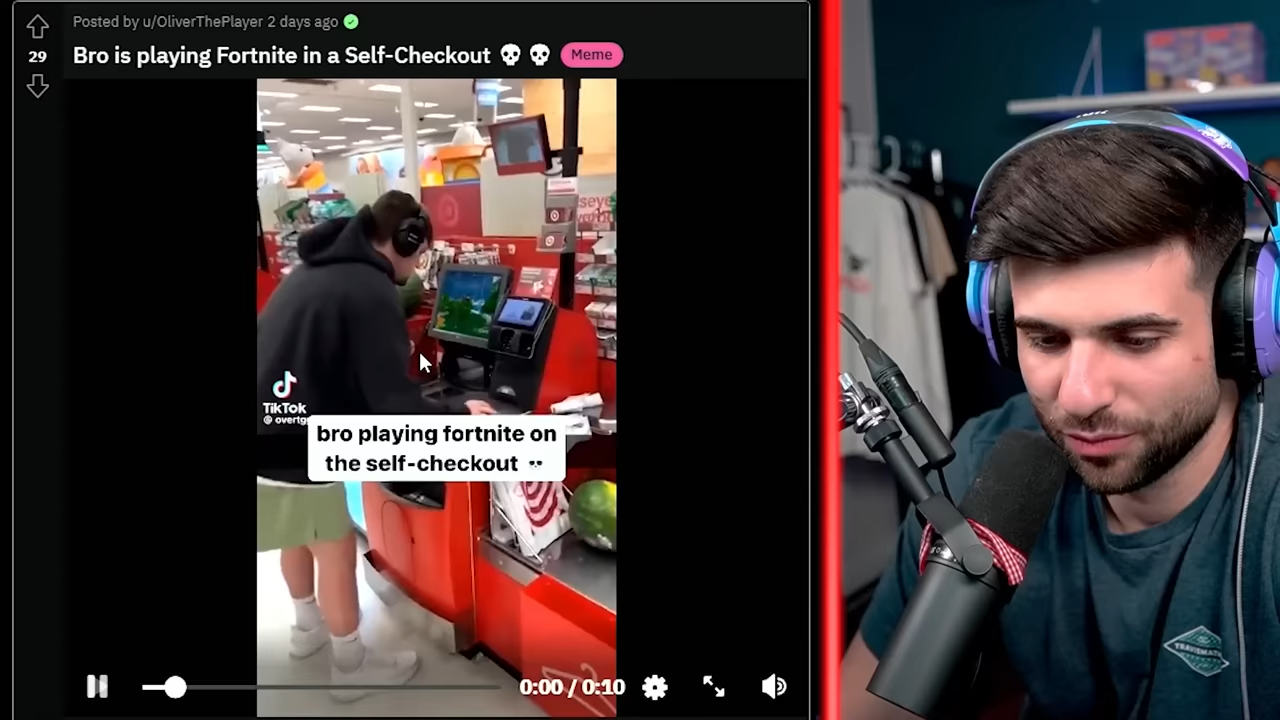 Posted by u/OliverThePlayer 2 days ago
Bro is playing Fortnite in a Self-Checkout 💀 💀 Meme
29
TikTok
@ overtg
bro playing fortnite on
the self-checkout 💀
0:00 / 0:10